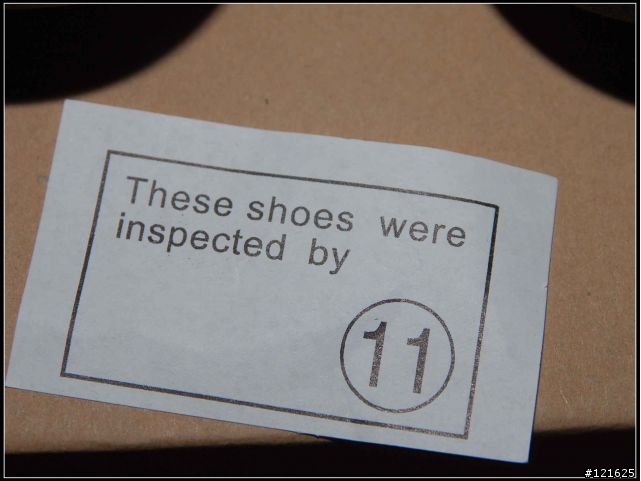 These shoes were
inspected by
11
#121625